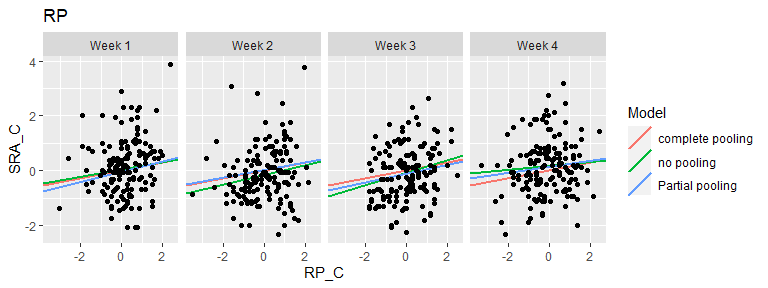 RP
Week 1 Week 2 Week 3 Week 4
4
2
0
-2
SRA_C
-2 0 2 -2 0 2 -2 0 2 -2 0 2
RP_C
Model
complete pooling
no pooling
Partial pooling